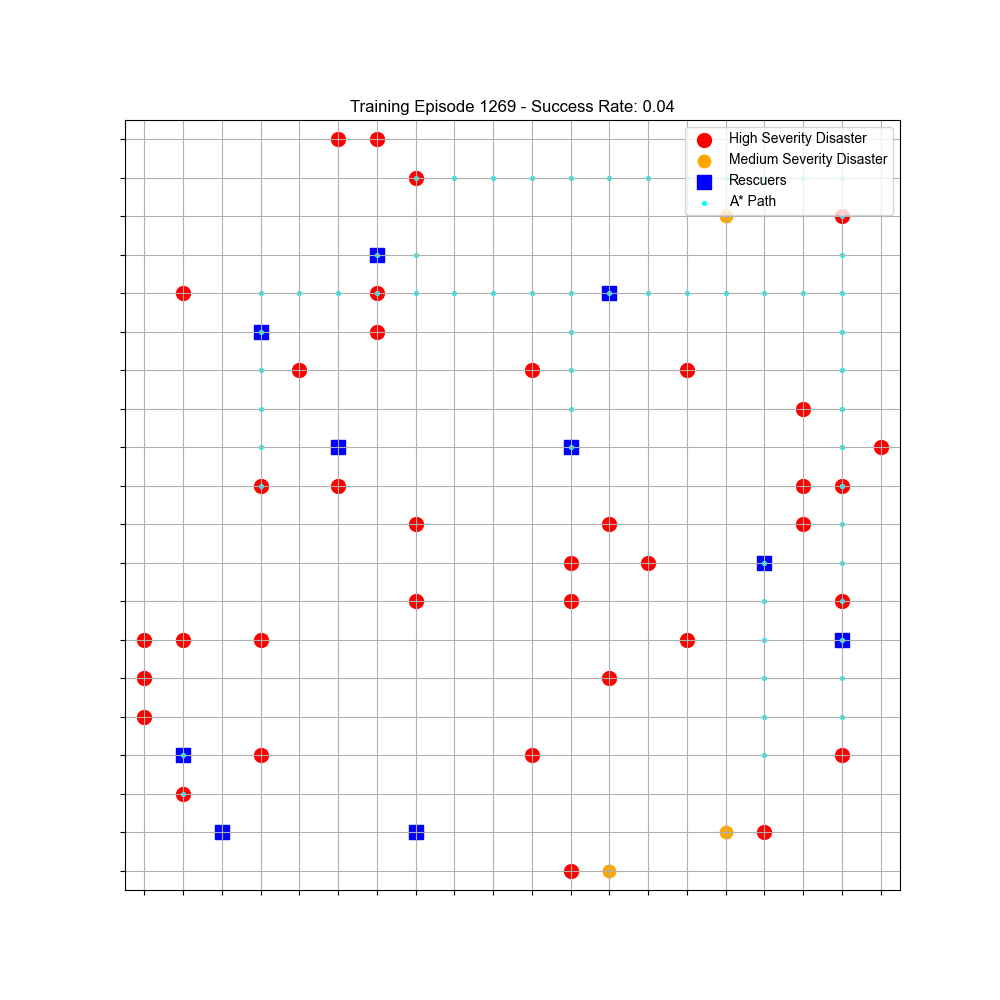 Training Episode 1269 - Success Rate: 0.04
High Severity Disaster
Medium Severity Disaster
Rescuers
A* Path